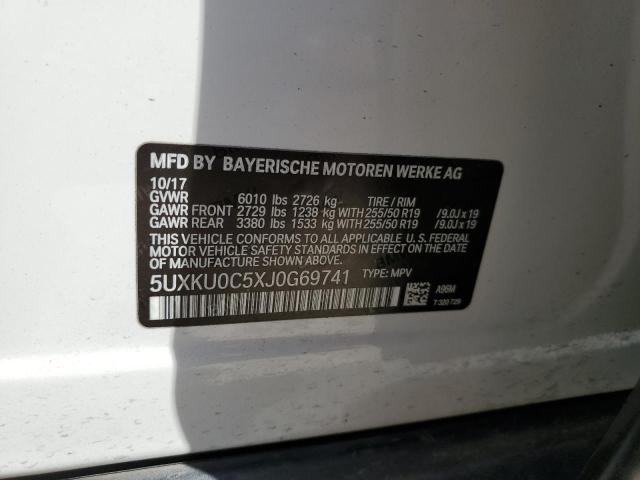 MFD BY BAYERISCHE MOTOREN WERKE AG
10/17
GVWR 6010 lbs 2726 kg TIRE / RIM
GAWR FRONT 2729 lbs 1238 kg WITH 255/50 R19 /9.0J x 19
GAWR REAR 3380 lbs 1533 kg WITH 255/50 R19 /9.0J x 19
THIS VEHICLE CONFORMS TO ALL APPLICABLE U.S. FEDERAL
MOTOR VEHICLE SAFETY STANDARDS IN EFFECT ON THE DATE
OF MANUFACTURE SHOWN ABOVE.
5UXKU0C5XJ0G69741 TYPE: MPV
A96M
7 320 729